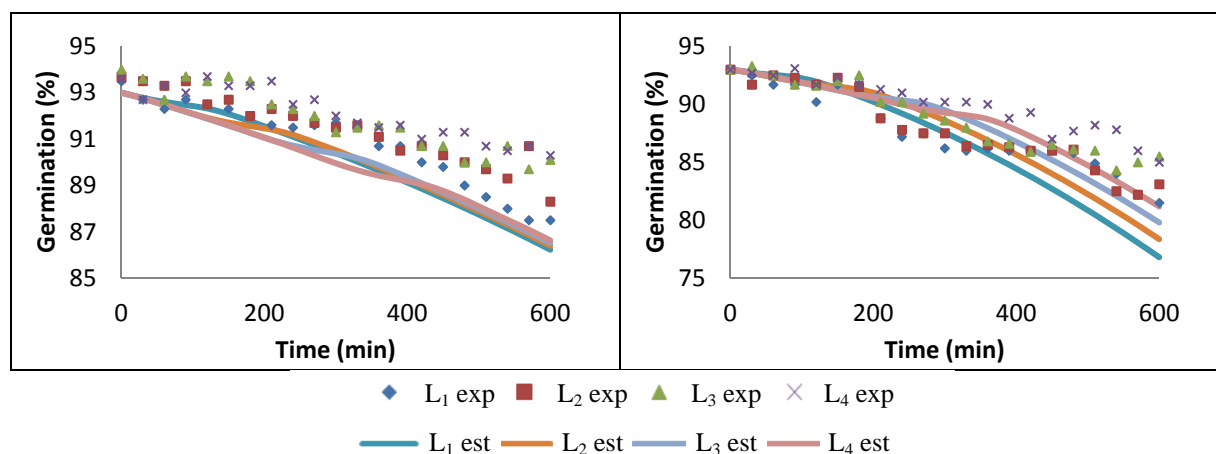 95
93
91
89
87
85
Germination (%)
0
200
400
600
Time (min)
95
90
85
80
75
Germination (%)
0
200
400
600
Time (min)
L₁ exp
L₂ exp
L₃ exp
L₄ exp
L₁ est
L₂ est
L₃ est
L₄ est